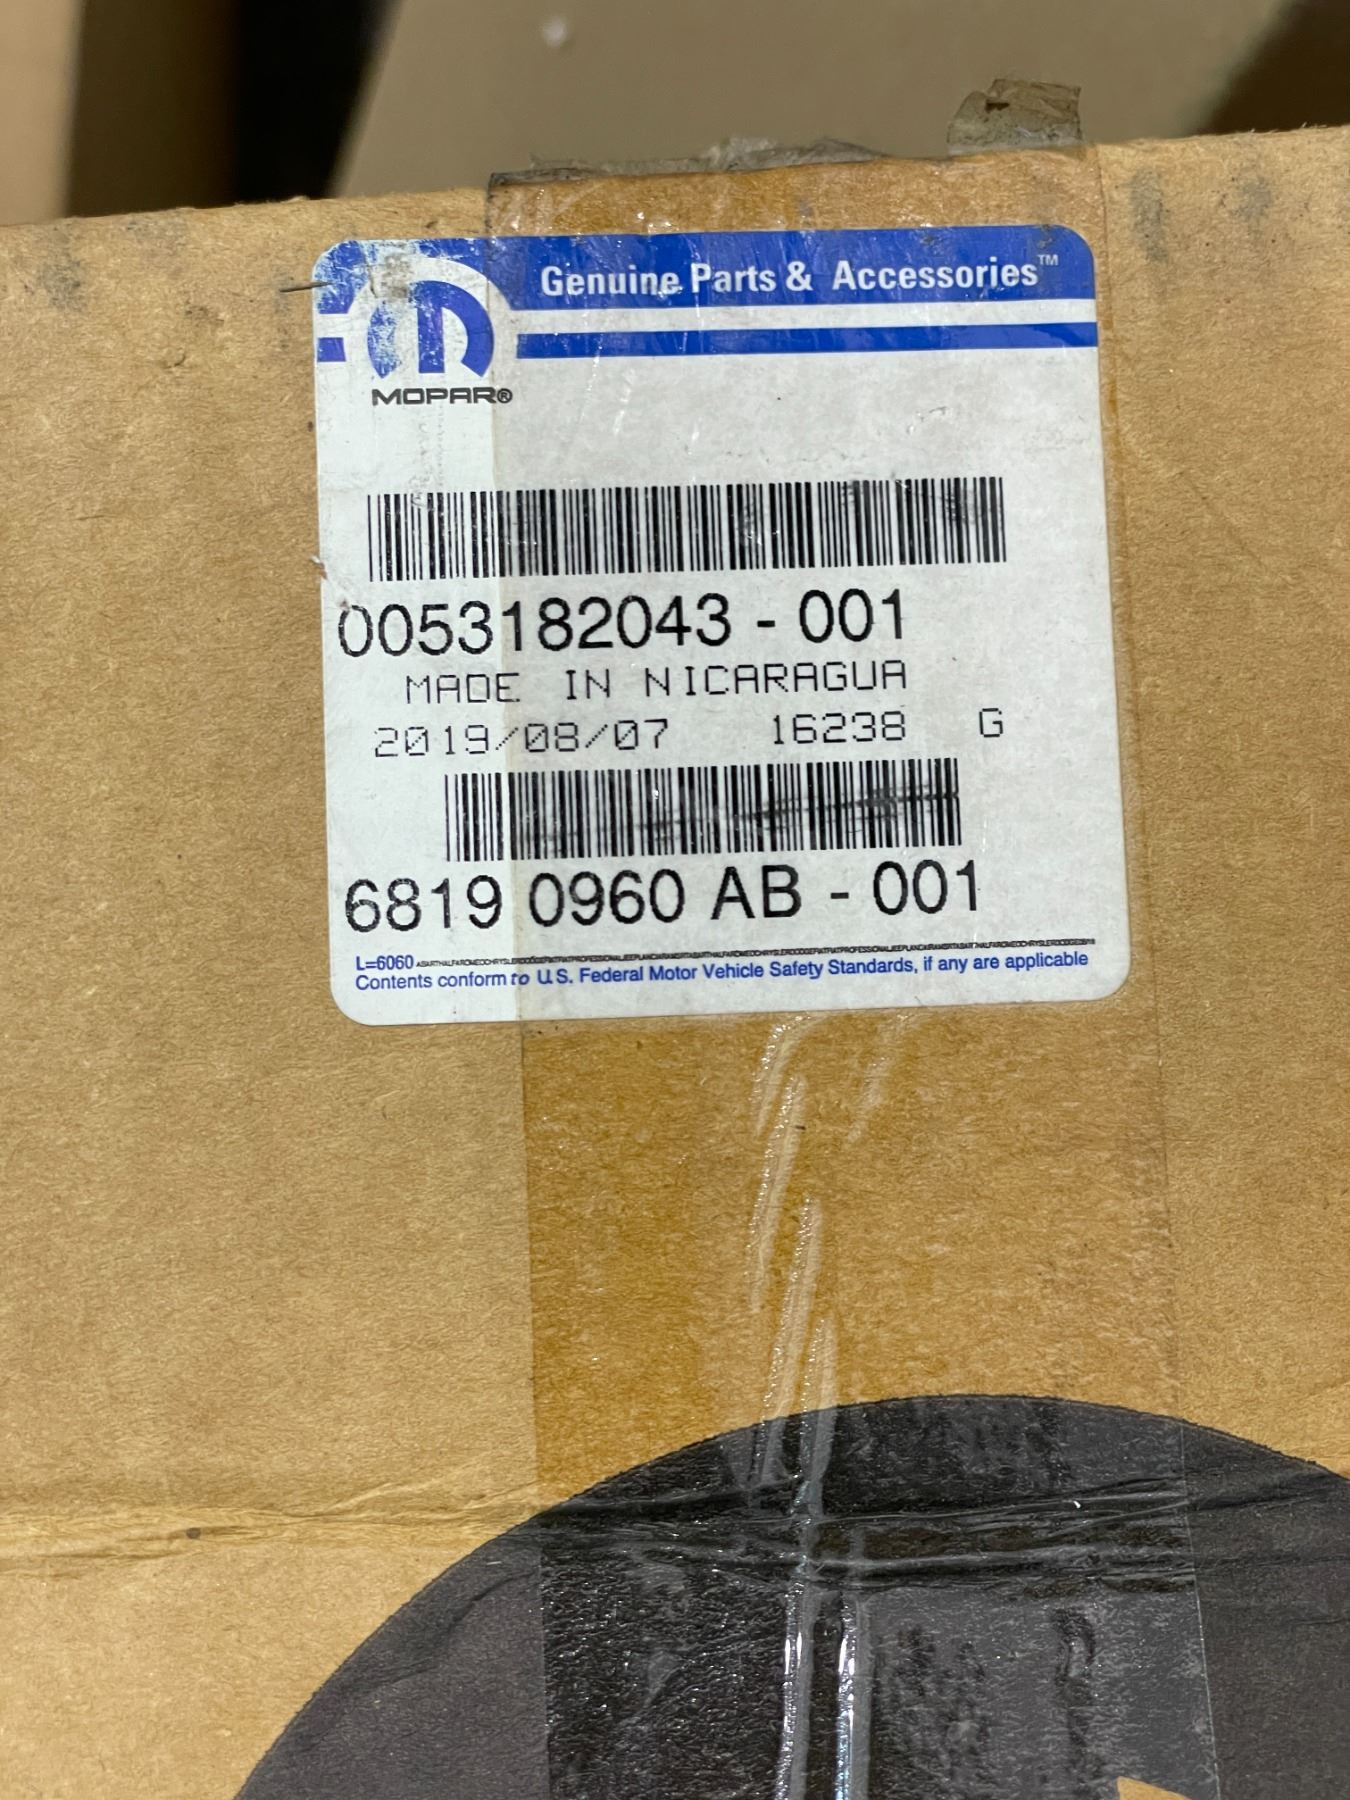 Genuine Parts & Accessories™
MOPAR®
0053182043 - 001
MADE IN NICARAGUA
2019/08/07 16238 G
6819 0960 AB - 001
L=6060
Contents conform to U.S. Federal Motor Vehicle Safety Standards, if any are applicable